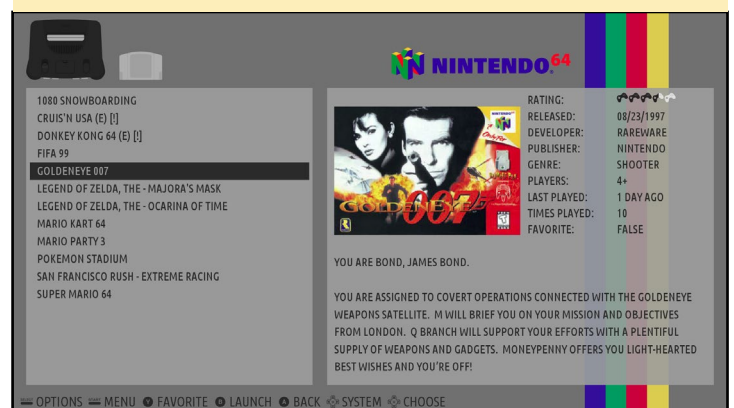 NINTENDO 64
1080 SNOWBOARDING
CRUIS'N USA (E) [!]
DONKEY KONG 64 (E) [!]
FIFA 99
GOLDENEYE 007
LEGEND OF ZELDA, THE - MAJORA'S MASK
LEGEND OF ZELDA, THE - OCARINA OF TIME
MARIO KART 64
MARIO PARTY 3
POKEMON STADIUM
SAN FRANCISCO RUSH - EXTREME RACING
SUPER MARIO 64
GOLDENEYE 007
RATING:
RELEASED: 08/23/1997
DEVELOPER: RAREWARE
PUBLISHER: NINTENDO
GENRE: SHOOTER
PLAYERS: 4+
LAST PLAYED: 1 DAY AGO
TIMES PLAYED: 10
FAVORITE: FALSE
YOU ARE BOND, JAMES BOND.
YOU ARE ASSIGNED TO COVERT OPERATIONS CONNECTED WITH THE GOLDENEYE
WEAPONS SATELLITE. M WILL BRIEF YOU ON YOUR MISSION AND OBJECTIVES
FROM LONDON. Q BRANCH WILL SUPPORT YOUR EFFORTS WITH A PLENTIFUL
SUPPLY OF WEAPONS AND GADGETS. MONEYPENNY OFFERS YOU LIGHT-HEARTED
BEST WISHES AND YOU'RE OFF!
OPTIONS MENU FAVORITE LAUNCH BACK SYSTEM CHOOSE